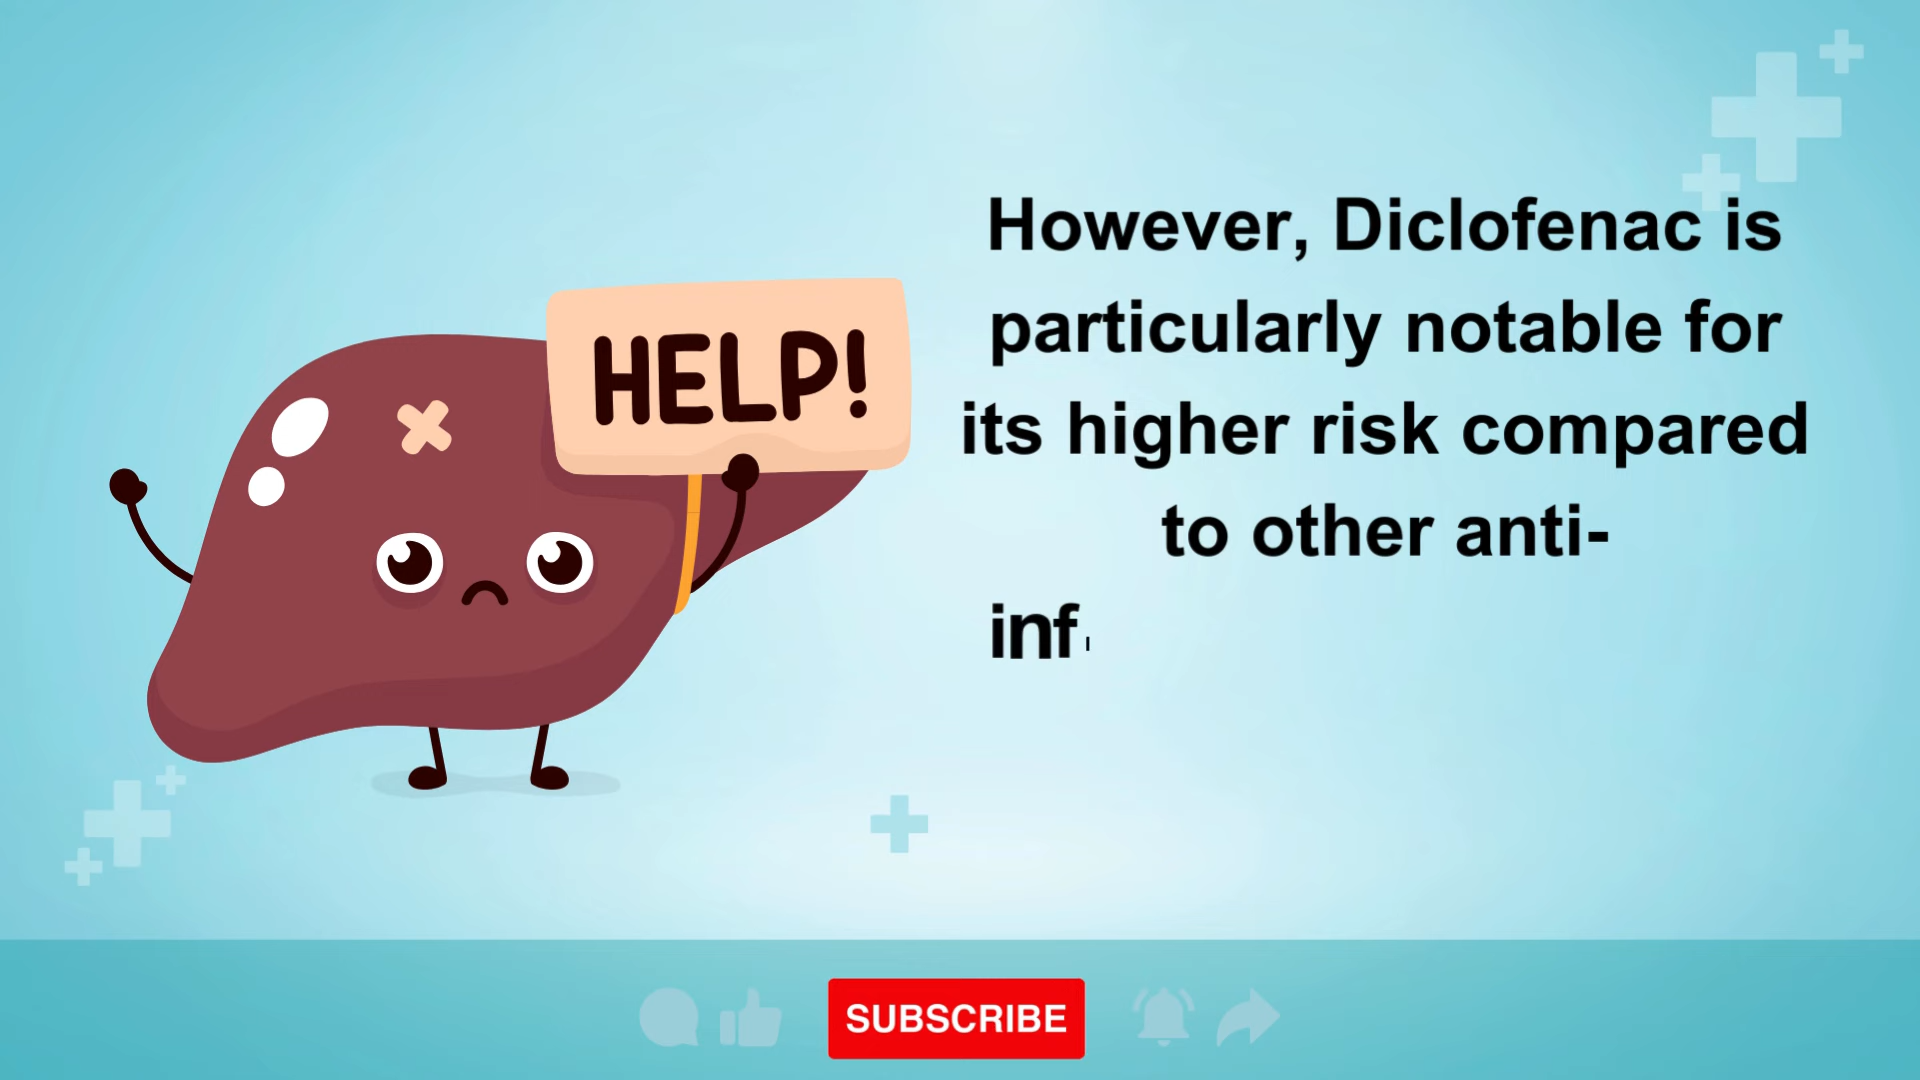 HELP!
However, Diclofenac is
particularly notable for
its higher risk compared
to other anti-
inf
SUBSCRIBE